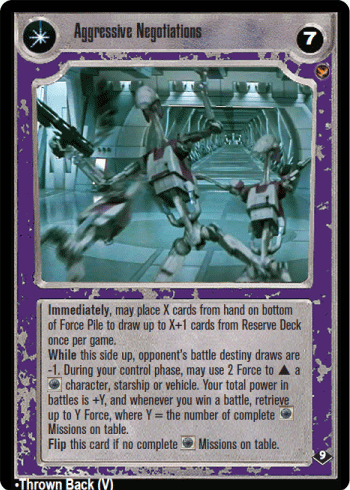 Aggressive Negotiations
7
Immediately, may place X cards from hand on bottom
of Force Pile to draw up to X+1 cards from Reserve Deck
once per game.
While this side up, opponent's battle destiny draws are
-1. During your control phase, may use 2 Force to ▲ a
character, starship or vehicle. Your total power
in battles is +Y, and whenever you win a battle, retrieve
up to Y Force, where Y = the number of complete
Missions on table.
Flip this card if no complete Missions on table.
9
•Thrown Back (V)